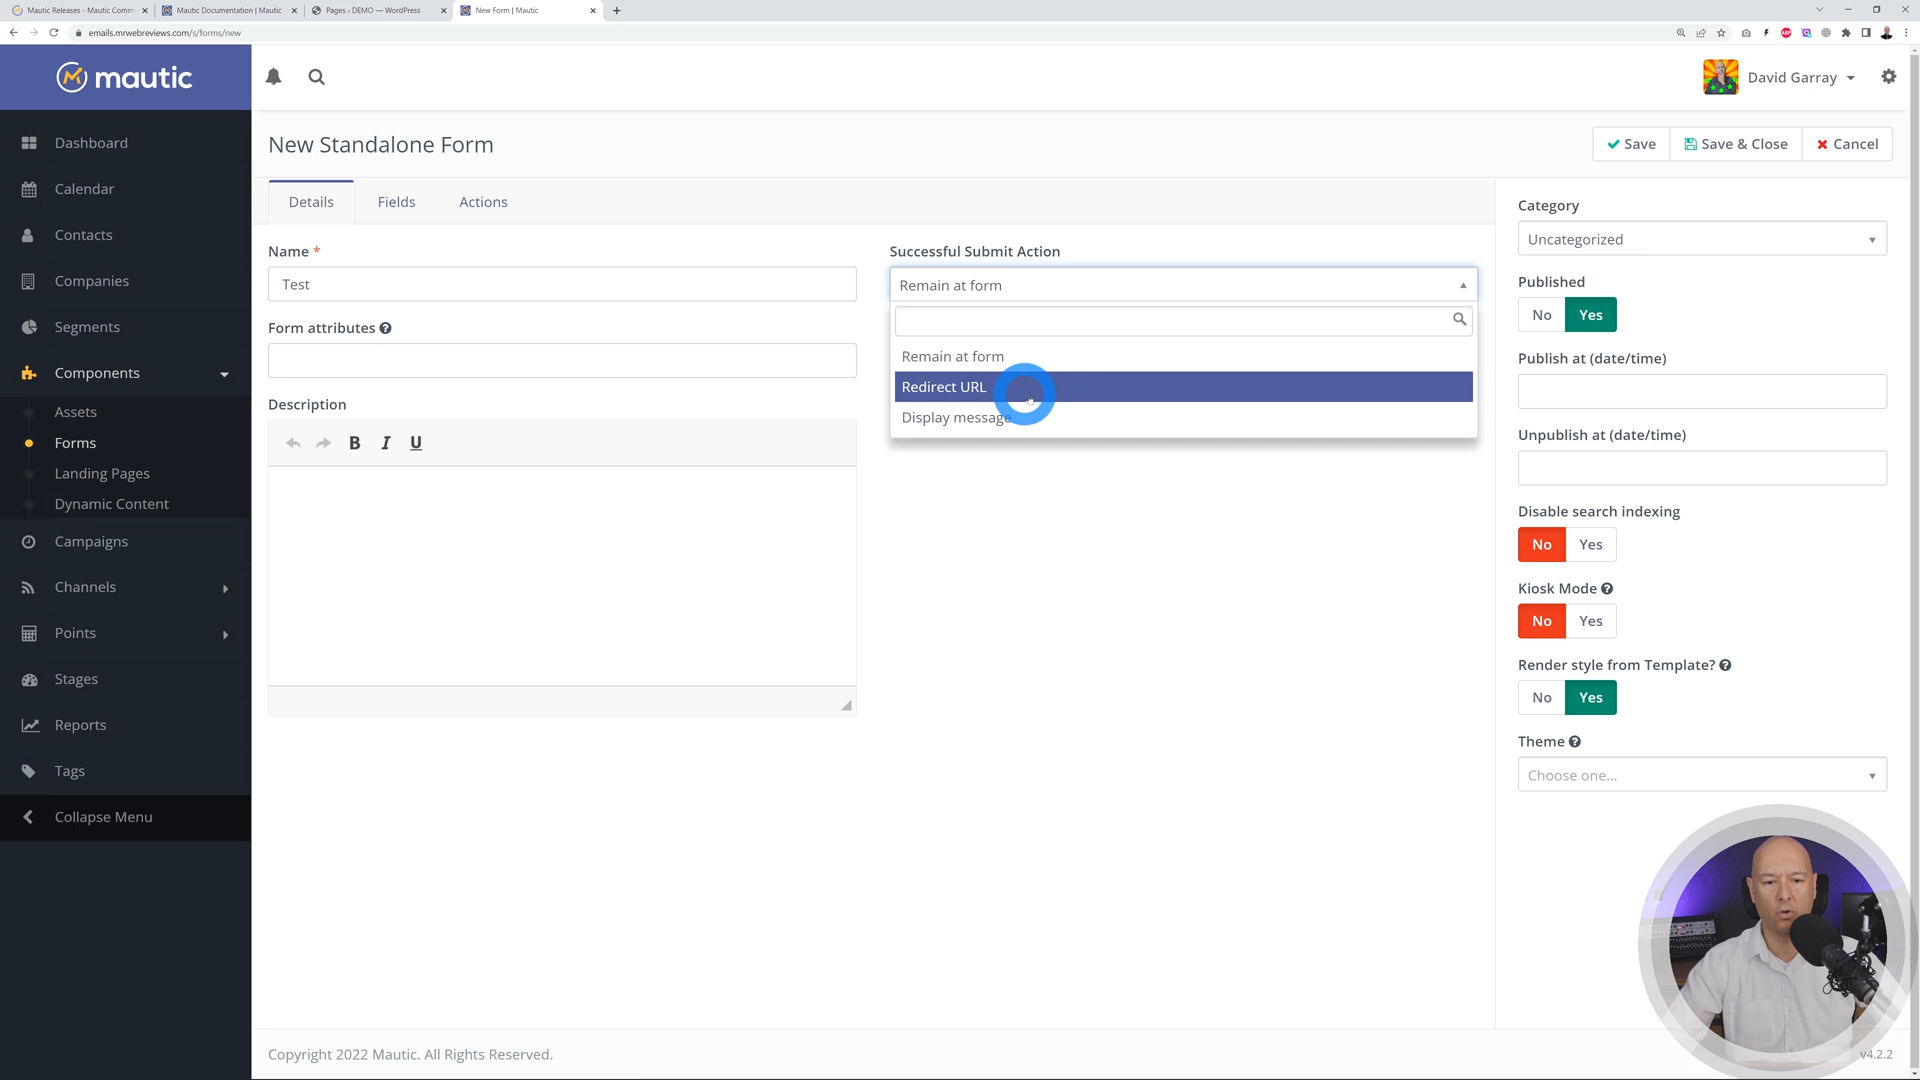 Mautic Releases - Mautic Comm
Mautic Documentation | Mautic
Pages ‹ DEMO — WordPress
New Form | Mautic
emails.mrwebreviews.com/s/forms/new
mautic
David Garray
New Standalone Form
Save
Save & Close
Cancel
Dashboard
Calendar
Contacts
Companies
Segments
Components
Assets
Forms
Landing Pages
Dynamic Content
Campaigns
Channels
Points
Stages
Reports
Tags
Collapse Menu
Details
Fields
Actions
Name *
Test
Form attributes
Description
B I U
Successful Submit Action
Remain at form
Remain at form
Redirect URL
Display message
Category
Uncategorized
Published
No Yes
Publish at (date/time)
Unpublish at (date/time)
Disable search indexing
No Yes
Kiosk Mode
No Yes
Render style from Template?
No Yes
Theme
Choose one...
Copyright 2022 Mautic. All Rights Reserved.
v4.2.2